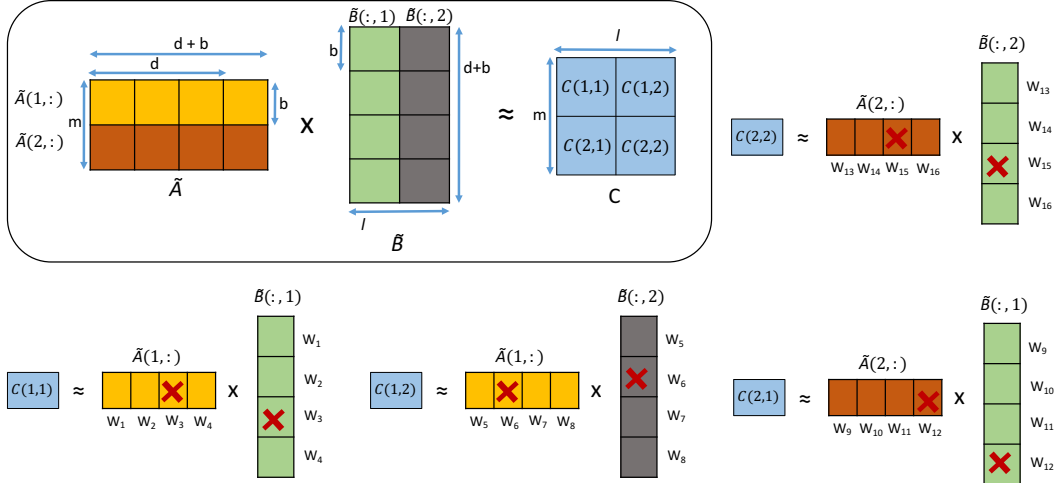 B̃(:,1) B̃(:,2)
d + b
d
b
Ã(1,:)
m
b
Ã(2,:)
Ã
X
d+b
l
B̃
≈
l
m
C(1,1) C(1,2)
C(2,1) C(2,2)
C
B̃(:,2)
Ã(2,:)
C(2,2) ≈ X
W13 W14 W15 W16
W13
W14
W15
W16
B̃(:,1)
Ã(1,:)
C(1,1) ≈ X
W1 W2 W3 W4
W1
W2
W3
W4
B̃(:,2)
Ã(1,:)
C(1,2) ≈ X
W5 W6 W7 W8
W5
W6
W7
W8
B̃(:,1)
Ã(2,:)
C(2,1) ≈ X
W9 W10 W11 W12
W9
W10
W11
W12